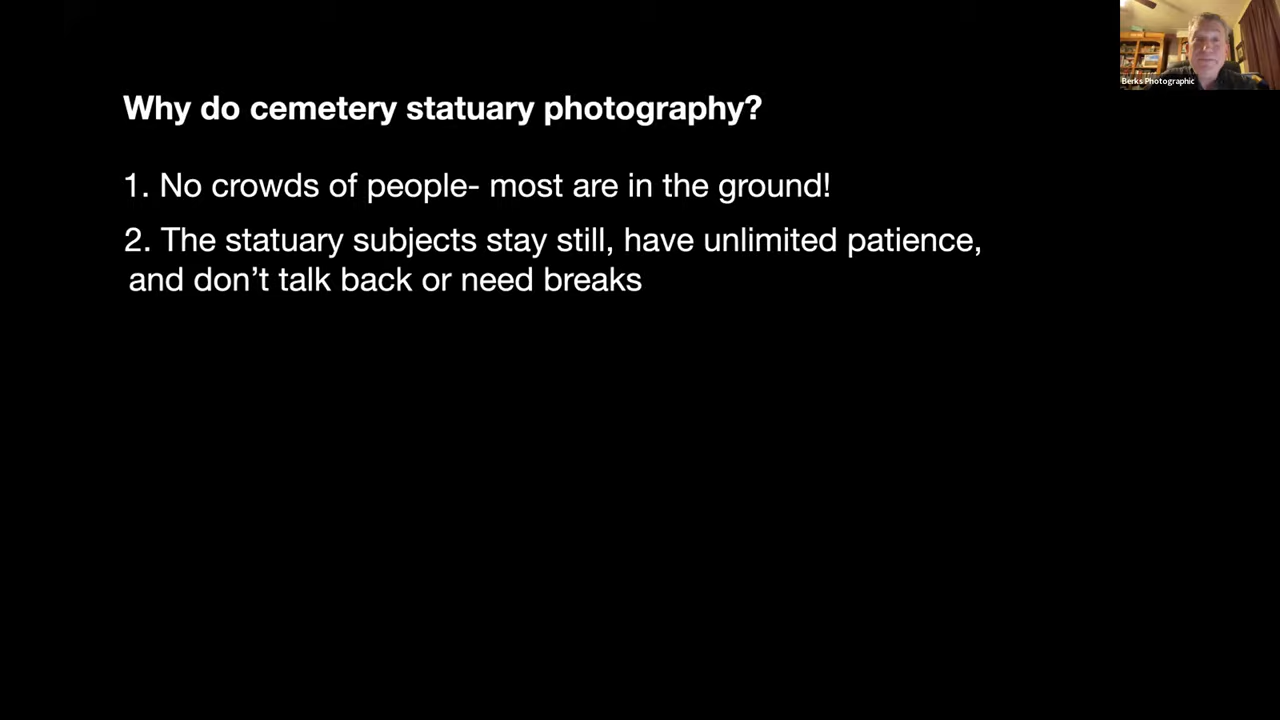 Why do cemetery statuary photography?
1. No crowds of people- most are in the ground!
2. The statuary subjects stay still, have unlimited patience,
and don’t talk back or need breaks
Berks Photographic